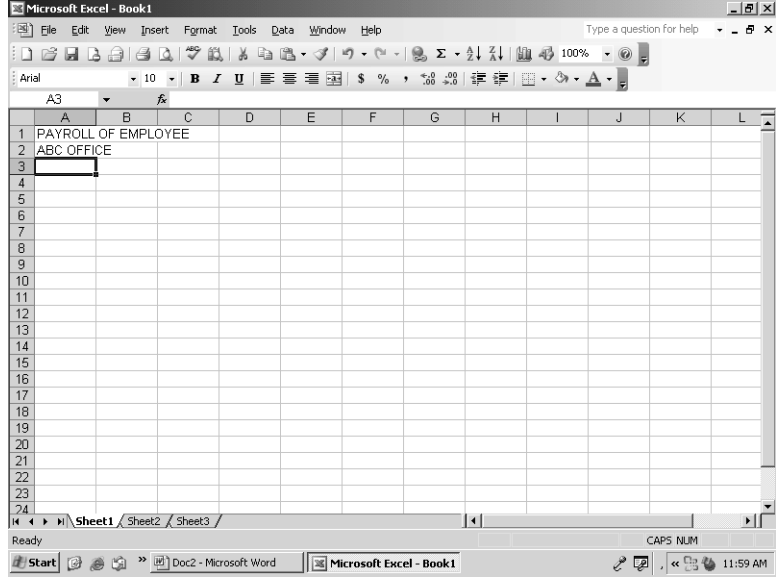 Microsoft Excel - Book1
File Edit View Insert Format Tools Data Window Help Type a question for help
Σ 100%
Arial 10 B I U $ % ,
A3 fx
A B C D E F G H I J K L
1 PAYROLL OF EMPLOYEE
2 ABC OFFICE
3
4
5
6
7
8
9
10
11
12
13
14
15
16
17
18
19
20
21
22
23
24
Sheet1 Sheet2 Sheet3
Ready CAPS NUM
Start Doc2 - Microsoft Word Microsoft Excel - Book1 11:59 AM